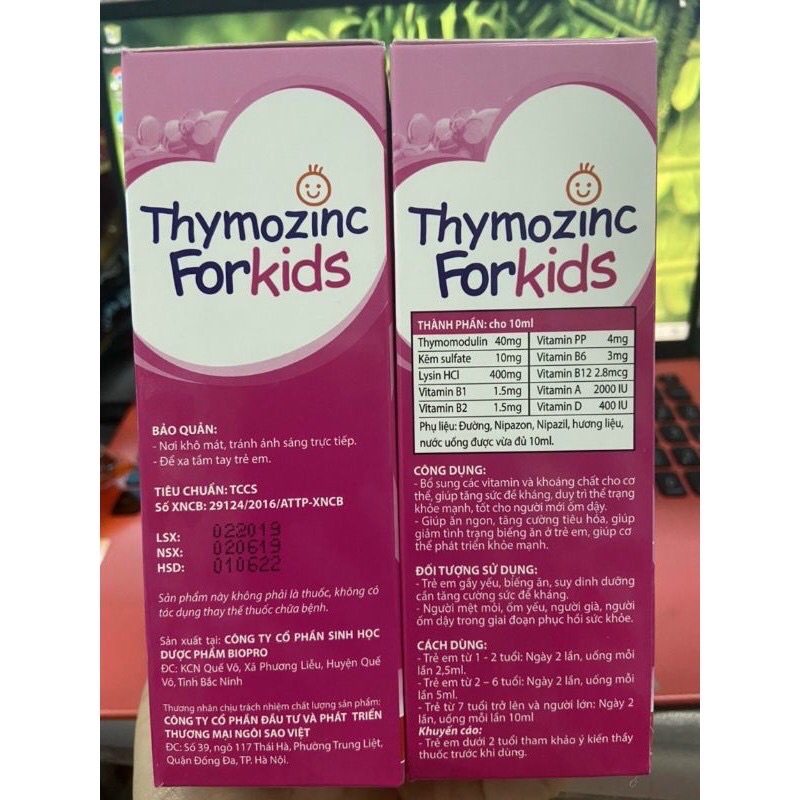 Thymozinc
Forkids
BẢO QUẢN:
- Nơi khô mát, tránh ánh sáng trực tiếp.
- Để xa tầm tay trẻ em.
TIÊU CHUẨN: TCCS
Số XNCB: 29124/2016/ATTP-XNCB
LSX: 022019
NSX: 020619
HSD: 010622
Sản phẩm này không phải là thuốc, không có
tác dụng thay thế thuốc chữa bệnh.
Sản xuất tại: CÔNG TY CỔ PHẦN SINH HỌC
DƯỢC PHẨM BIOPRO
ĐC: KCN Quế Võ, Xã Phương Liễu, Huyện Quế
Võ, Tỉnh Bắc Ninh
Thương nhân chịu trách nhiệm chất lượng sản phẩm:
CÔNG TY CỔ PHẦN ĐẦU TƯ VÀ PHÁT TRIỂN
THƯƠNG MẠI NGÔI SAO VIỆT
ĐC: Số 39, ngõ 117 Thái Hà, Phường Trung Liệt,
Quận Đống Đa, TP. Hà Nội.
Thymozinc
Forkids
THÀNH PHẦN: cho 10ml
Thymomodulin 40mg Vitamin PP 4mg
Kẽm sulfate 10mg Vitamin B6 3mg
Lysin HCl 400mg Vitamin B12 2.8mcg
Vitamin B1 1.5mg Vitamin A 2000 IU
Vitamin B2 1.5mg Vitamin D 400 IU
Phụ liệu: Đường, Nipazon, Nipazil, hương liệu,
nước uống được vừa đủ 10ml.
CÔNG DỤNG:
- Bổ sung các vitamin và khoáng chất cho cơ
thể, giúp tăng sức đề kháng, duy trì thể trạng
khỏe mạnh, tốt cho người mới ốm dậy.
- Giúp ăn ngon, tăng cường tiêu hóa, giúp
giảm tình trạng biếng ăn ở trẻ em, giúp cơ
thể phát triển khỏe mạnh.
ĐỐI TƯỢNG SỬ DỤNG:
- Trẻ em gầy yếu, biếng ăn, suy dinh dưỡng
cần tăng cường sức đề kháng.
- Người mệt mỏi, ốm yếu, người già, người
ốm dậy trong giai đoạn phục hồi sức khỏe.
CÁCH DÙNG:
- Trẻ em từ 1 - 2 tuổi: Ngày 2 lần, uống mỗi
lần 2,5ml.
- Trẻ em từ 2 – 6 tuổi: Ngày 2 lần, uống mỗi
lần 5ml.
- Trẻ từ 7 tuổi trở lên và người lớn: Ngày 2
lần, uống mỗi lần 10ml
Khuyến cáo:
- Trẻ em dưới 2 tuổi tham khảo ý kiến thầy
thuốc trước khi dùng.